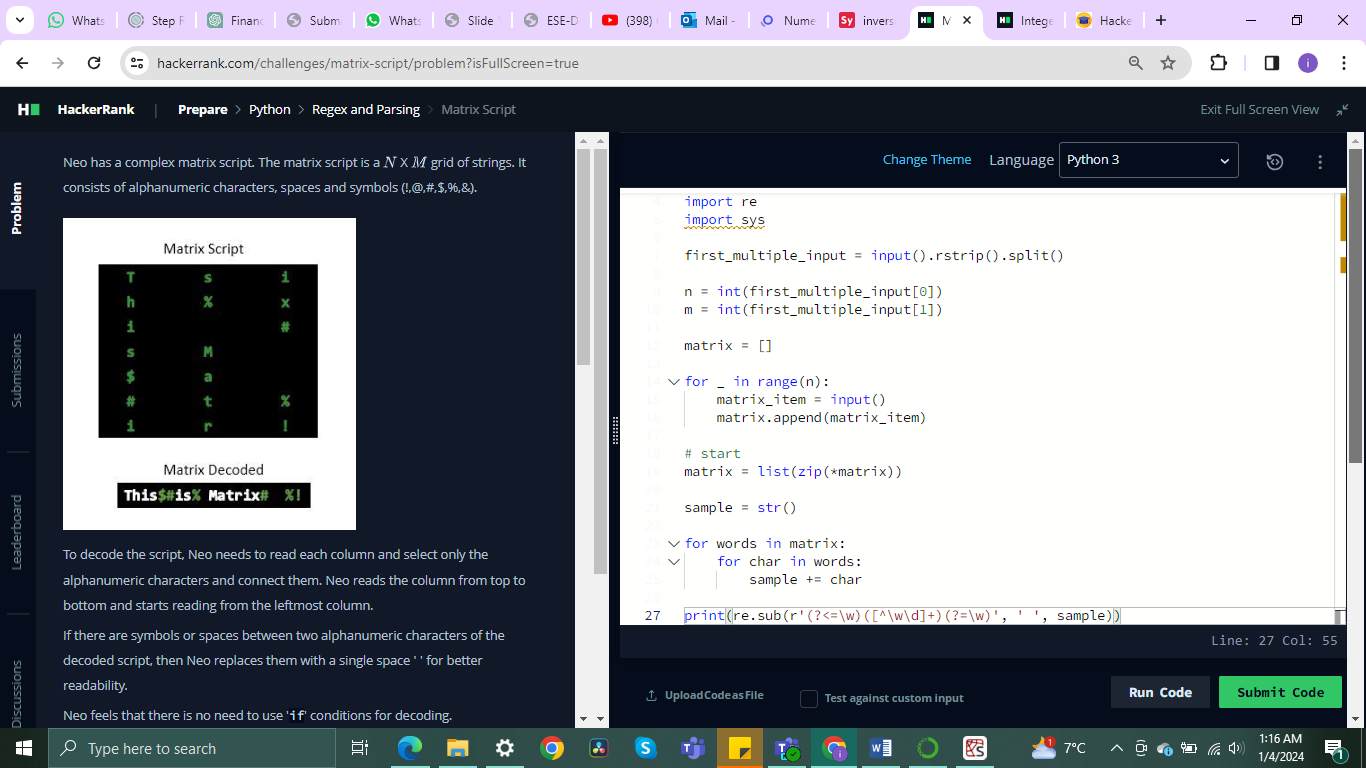 Whats
Step R
Financ
Subm
Whats
Slide
ESE-D
(398)
Mail -
Nume
Sy invers
M
Intege
Hacke
hackerrank.com/challenges/matrix-script/problem?isFullScreen=true
i
H HackerRank | Prepare > Python > Regex and Parsing > Matrix Script
Exit Full Screen View
Problem
Submissions
Leaderboard
Discussions
Neo has a complex matrix script. The matrix script is a N X M grid of strings. It
consists of alphanumeric characters, spaces and symbols (!,@,#,$,%,&).
Matrix Script
T s i
h % x
i #
s M
$ a
# t %
i r !
Matrix Decoded
This$#is% Matrix#  %!
To decode the script, Neo needs to read each column and select only the
alphanumeric characters and connect them. Neo reads the column from top to
bottom and starts reading from the leftmost column.
If there are symbols or spaces between two alphanumeric characters of the
decoded script, then Neo replaces them with a single space ' ' for better
readability.
Neo feels that there is no need to use 'if' conditions for decoding.
Change Theme Language Python 3
import re
import sys
first_multiple_input = input().rstrip().split()
n = int(first_multiple_input[0])
m = int(first_multiple_input[1])
matrix = []
for _ in range(n):
matrix_item = input()
matrix.append(matrix_item)
# start
matrix = list(zip(*matrix))
sample = str()
for words in matrix:
for char in words:
sample += char
27 print(re.sub(r'(?<=\w)([^\w\d]+)(?=\w)', ' ', sample))
Line: 27 Col: 55
Upload Code as File
Test against custom input
Run Code
Submit Code
Type here to search
7°C
1:16 AM
1/4/2024